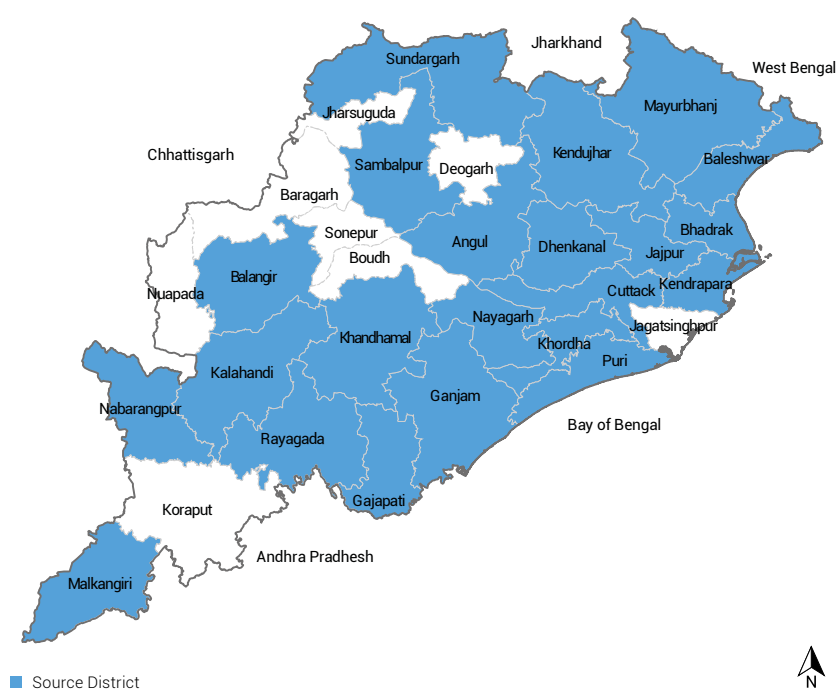 Jharkhand
Sundargarh
West Bengal
Mayurbhanj
Jharsuguda
Chhattisgarh
Kendujhar
Baleshwar
Sambalpur
Deogarh
Baragarh
Bhadrak
Sonepur
Angul
Dhenkanal
Jajpur
Boudh
Balangir
Kendrapara
Cuttack
Nuapada
Nayagarh
Jagatsinghpur
Khandhamal
Khordha
Puri
Kalahandi
Ganjam
Nabarangpur
Bay of Bengal
Rayagada
Gajapati
Koraput
Andhra Pradhesh
Malkangiri
Source District
N